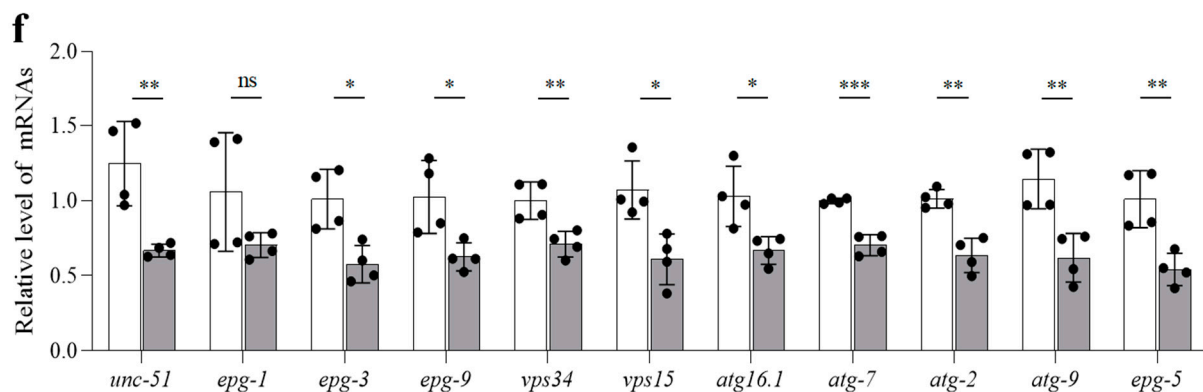 f
Relative level of mRNAs
2.0
1.5
1.0
0.5
0.0
** ns * * ** * * *** ** ** **
unc-51 epg-1 epg-3 epg-9 vps34 vps15 atg16.1 atg-7 atg-2 atg-9 epg-5